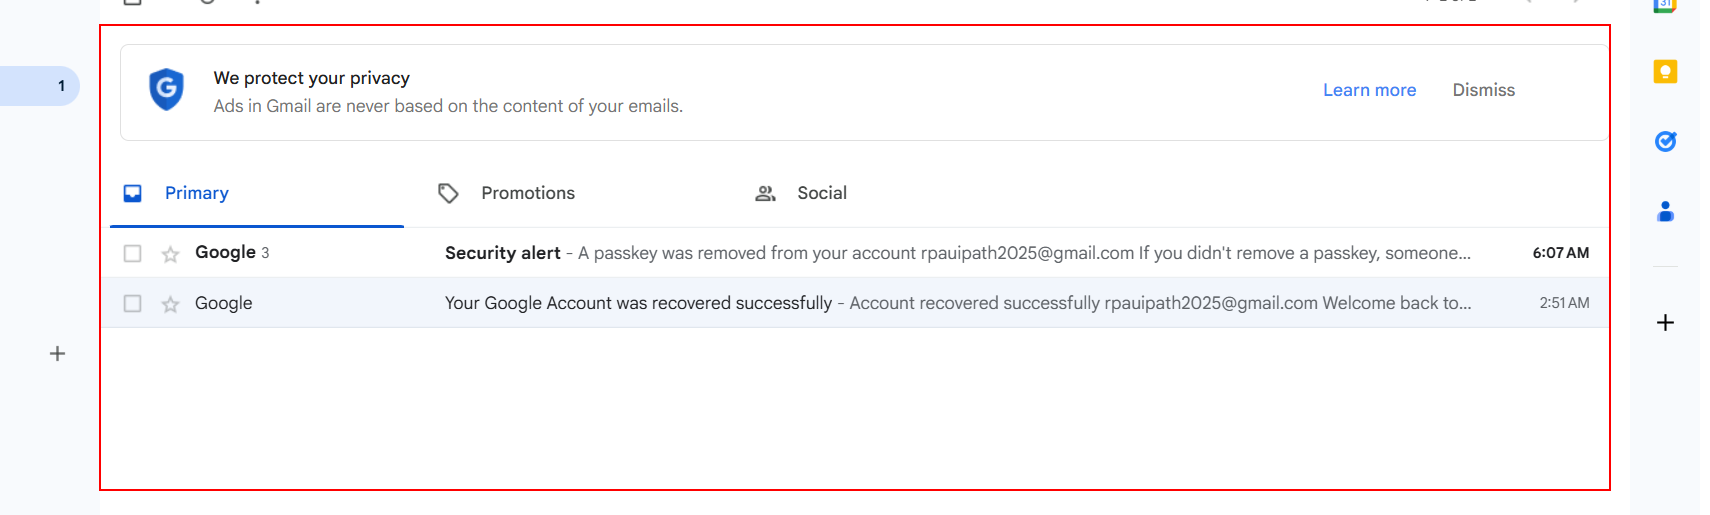 We protect your privacy
Ads in Gmail are never based on the content of your emails.
Learn more Dismiss
1
Primary Promotions Social
Google 3 Security alert - A passkey was removed from your account rpauipath2025@gmail.com If you didn't remove a passkey, someone... 6:07 AM
Google Your Google Account was recovered successfully - Account recovered successfully rpauipath2025@gmail.com Welcome back to... 2:51 AM